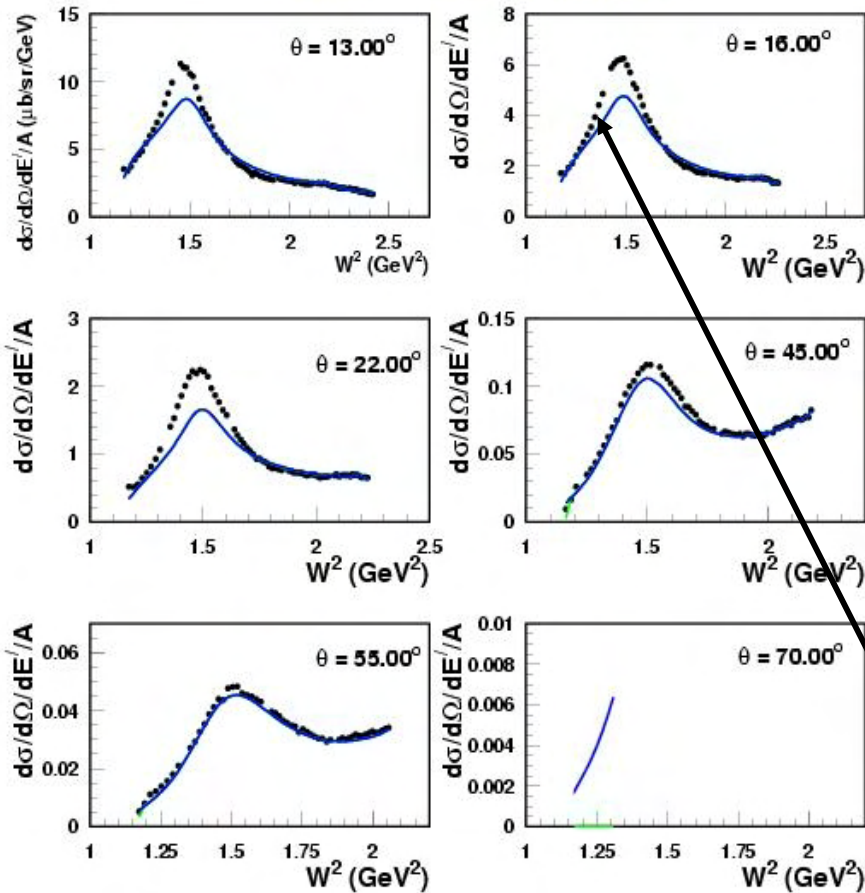 dσ/dΩ/dE′/A (μb/sr/GeV)
15
10
5
0
θ = 13.00°
1 1.5 2 2.5
W² (GeV²)
dσ/dΩ/dE′/A
8
6
4
2
0
θ = 16.00°
1 1.5 2 2.5
W² (GeV²)
dσ/dΩ/dE′/A
3
2
1
0
θ = 22.00°
1 1.5 2 2.5
W² (GeV²)
dσ/dΩ/dE′/A
0.15
0.1
0.05
0
θ = 45.00°
1 1.5 2
W² (GeV²)
dσ/dΩ/dE′/A
0.06
0.04
0.02
0
θ = 55.00°
1 1.25 1.5 1.75 2
W² (GeV²)
dσ/dΩ/dE′/A
0.01
0.008
0.006
0.004
0.002
0
θ = 70.00°
1 1.25 1.5 1.75 2
W² (GeV²)